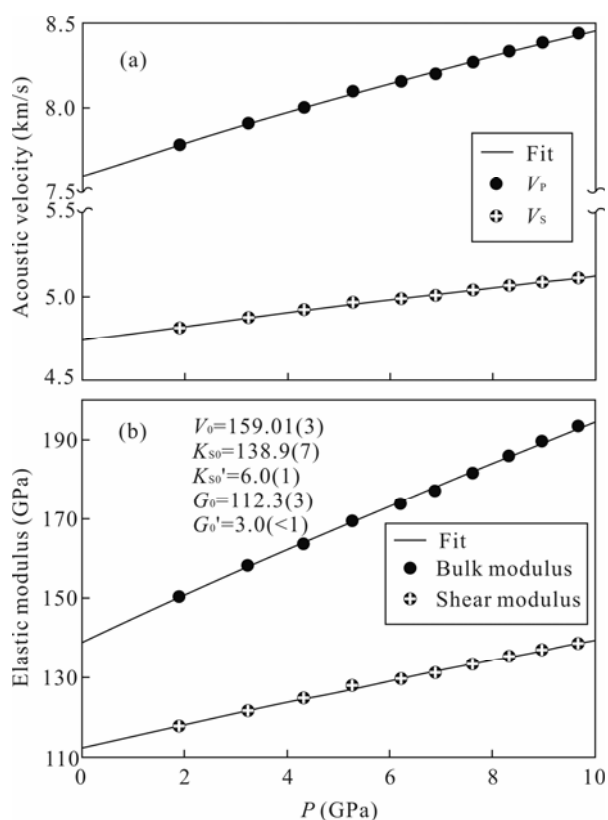 8.5
(a)
8.0
7.5
5.5
5.0
4.5
Acoustic velocity (km/s)
Fit
VP
VS
(b)
V0=159.01(3)
KS0=138.9(7)
KS0'=6.0(1)
G0=112.3(3)
G0'=3.0(<1)
190
170
150
130
110
Elastic modulus (GPa)
Fit
Bulk modulus
Shear modulus
0 2 4 6 8 10
P (GPa)